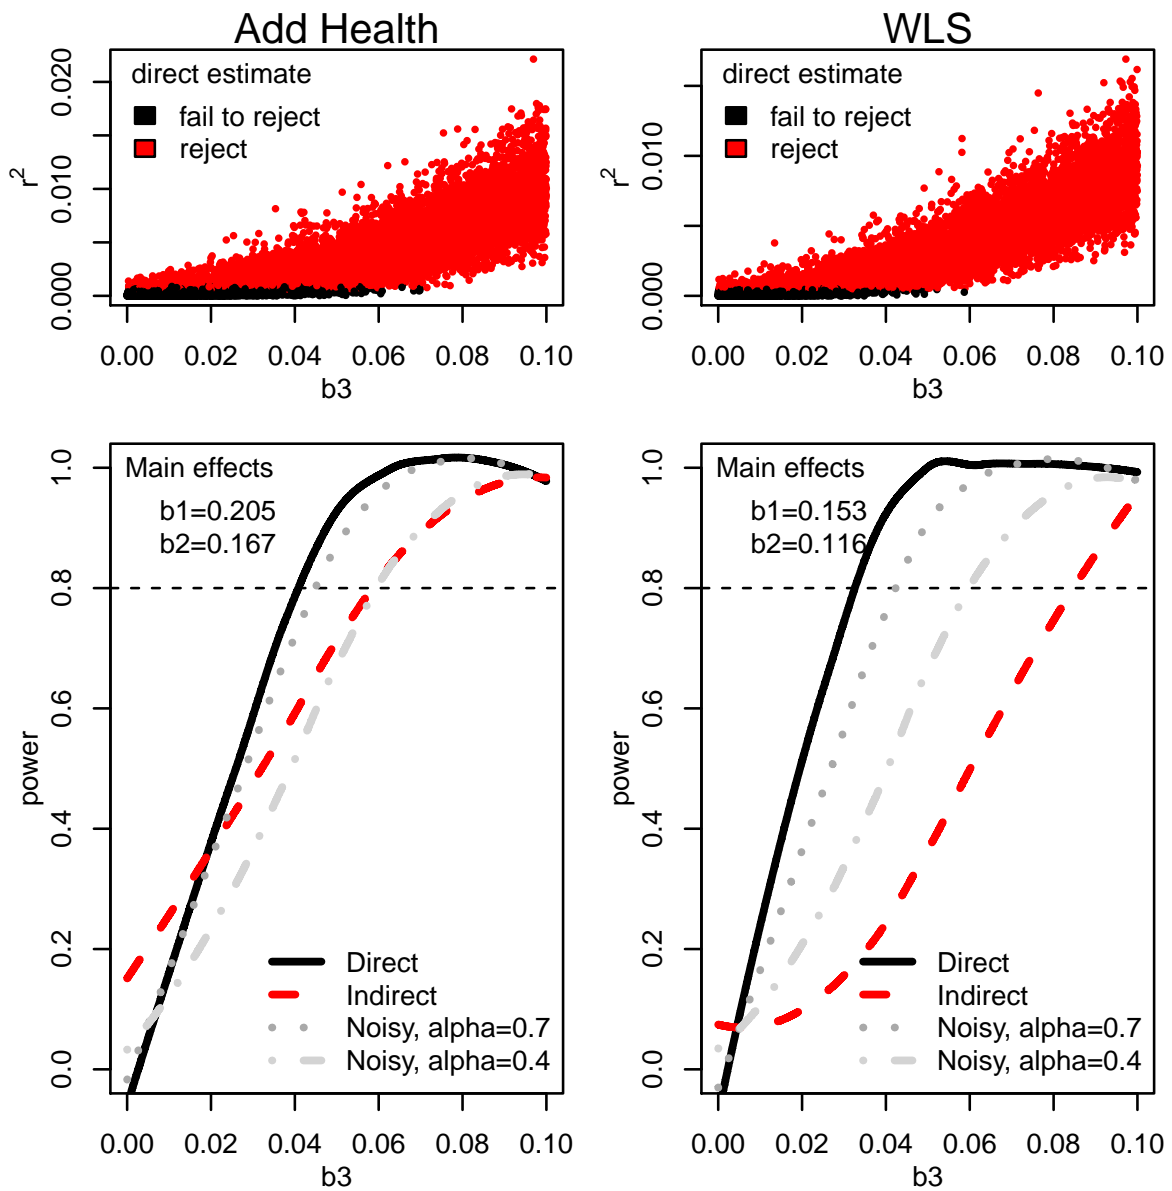 Add Health
direct estimate
fail to reject
reject
r2
0.000 0.010 0.020
0.00 0.02 0.04 0.06 0.08 0.10
b3
WLS
direct estimate
fail to reject
reject
r2
0.000 0.010
0.00 0.02 0.04 0.06 0.08 0.10
b3
Main effects
b1=0.205
b2=0.167
power
0.0 0.2 0.4 0.6 0.8 1.0
Direct
Indirect
Noisy, alpha=0.7
Noisy, alpha=0.4
0.00 0.02 0.04 0.06 0.08 0.10
b3
Main effects
b1=0.153
b2=0.116
power
0.0 0.2 0.4 0.6 0.8 1.0
Direct
Indirect
Noisy, alpha=0.7
Noisy, alpha=0.4
0.00 0.02 0.04 0.06 0.08 0.10
b3